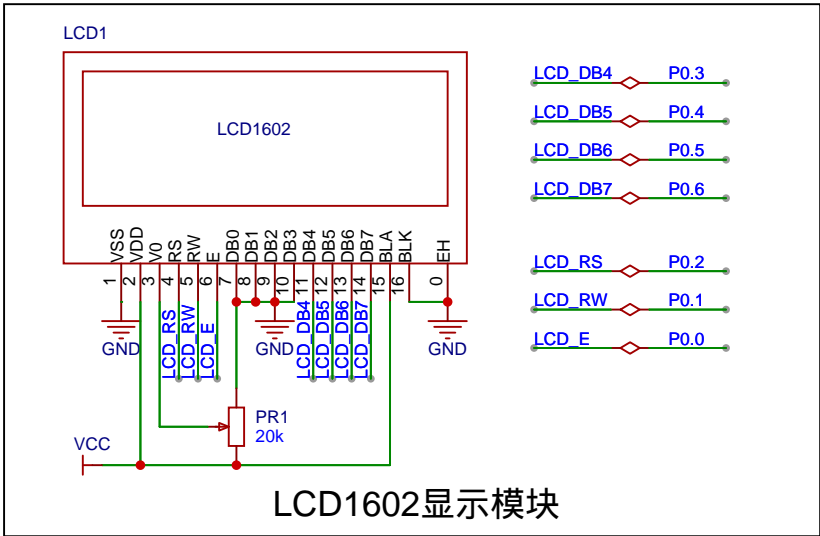 LCD1
LCD1602
VSS
VDD
V0
RS
RW
E
DB0
DB1
DB2
DB3
DB4
DB5
DB6
DB7
BLA
BLK
EH
1
2
3
4
5
6
7
8
9
10
11
12
13
14
15
16
0
GND
LCD_RS
LCD_RW
LCD_E
GND
LCD_DB4
LCD_DB5
LCD_DB6
LCD_DB7
GND
PR1
20k
VCC
LCD_DB4 P0.3
LCD_DB5 P0.4
LCD_DB6 P0.5
LCD_DB7 P0.6
LCD_RS P0.2
LCD_RW P0.1
LCD_E P0.0
LCD1602显示模块